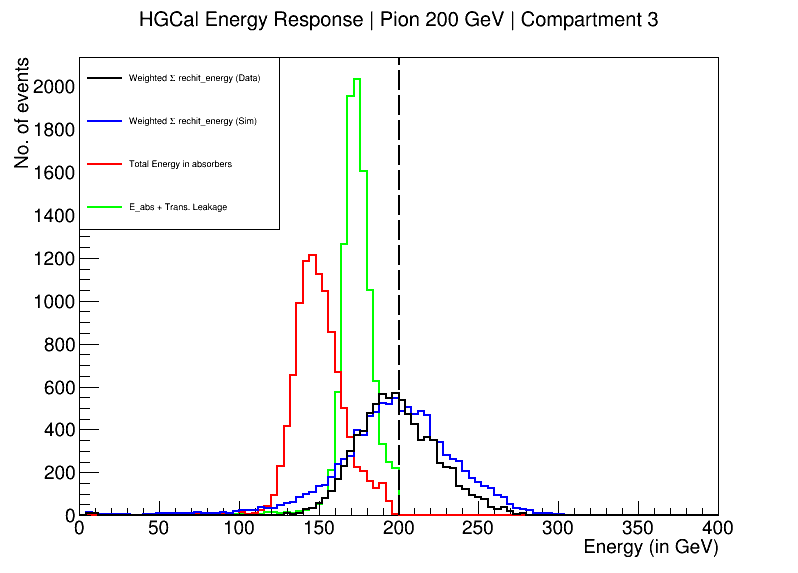 HGCal Energy Response | Pion 200 GeV | Compartment 3
No. of events
2000
1800
1600
1400
1200
1000
800
600
400
200
0
Weighted Σ rechit_energy (Data)
Weighted Σ rechit_energy (Sim)
Total Energy in absorbers
E_abs + Trans. Leakage
0 50 100 150 200 250 300 350 400
Energy (in GeV)